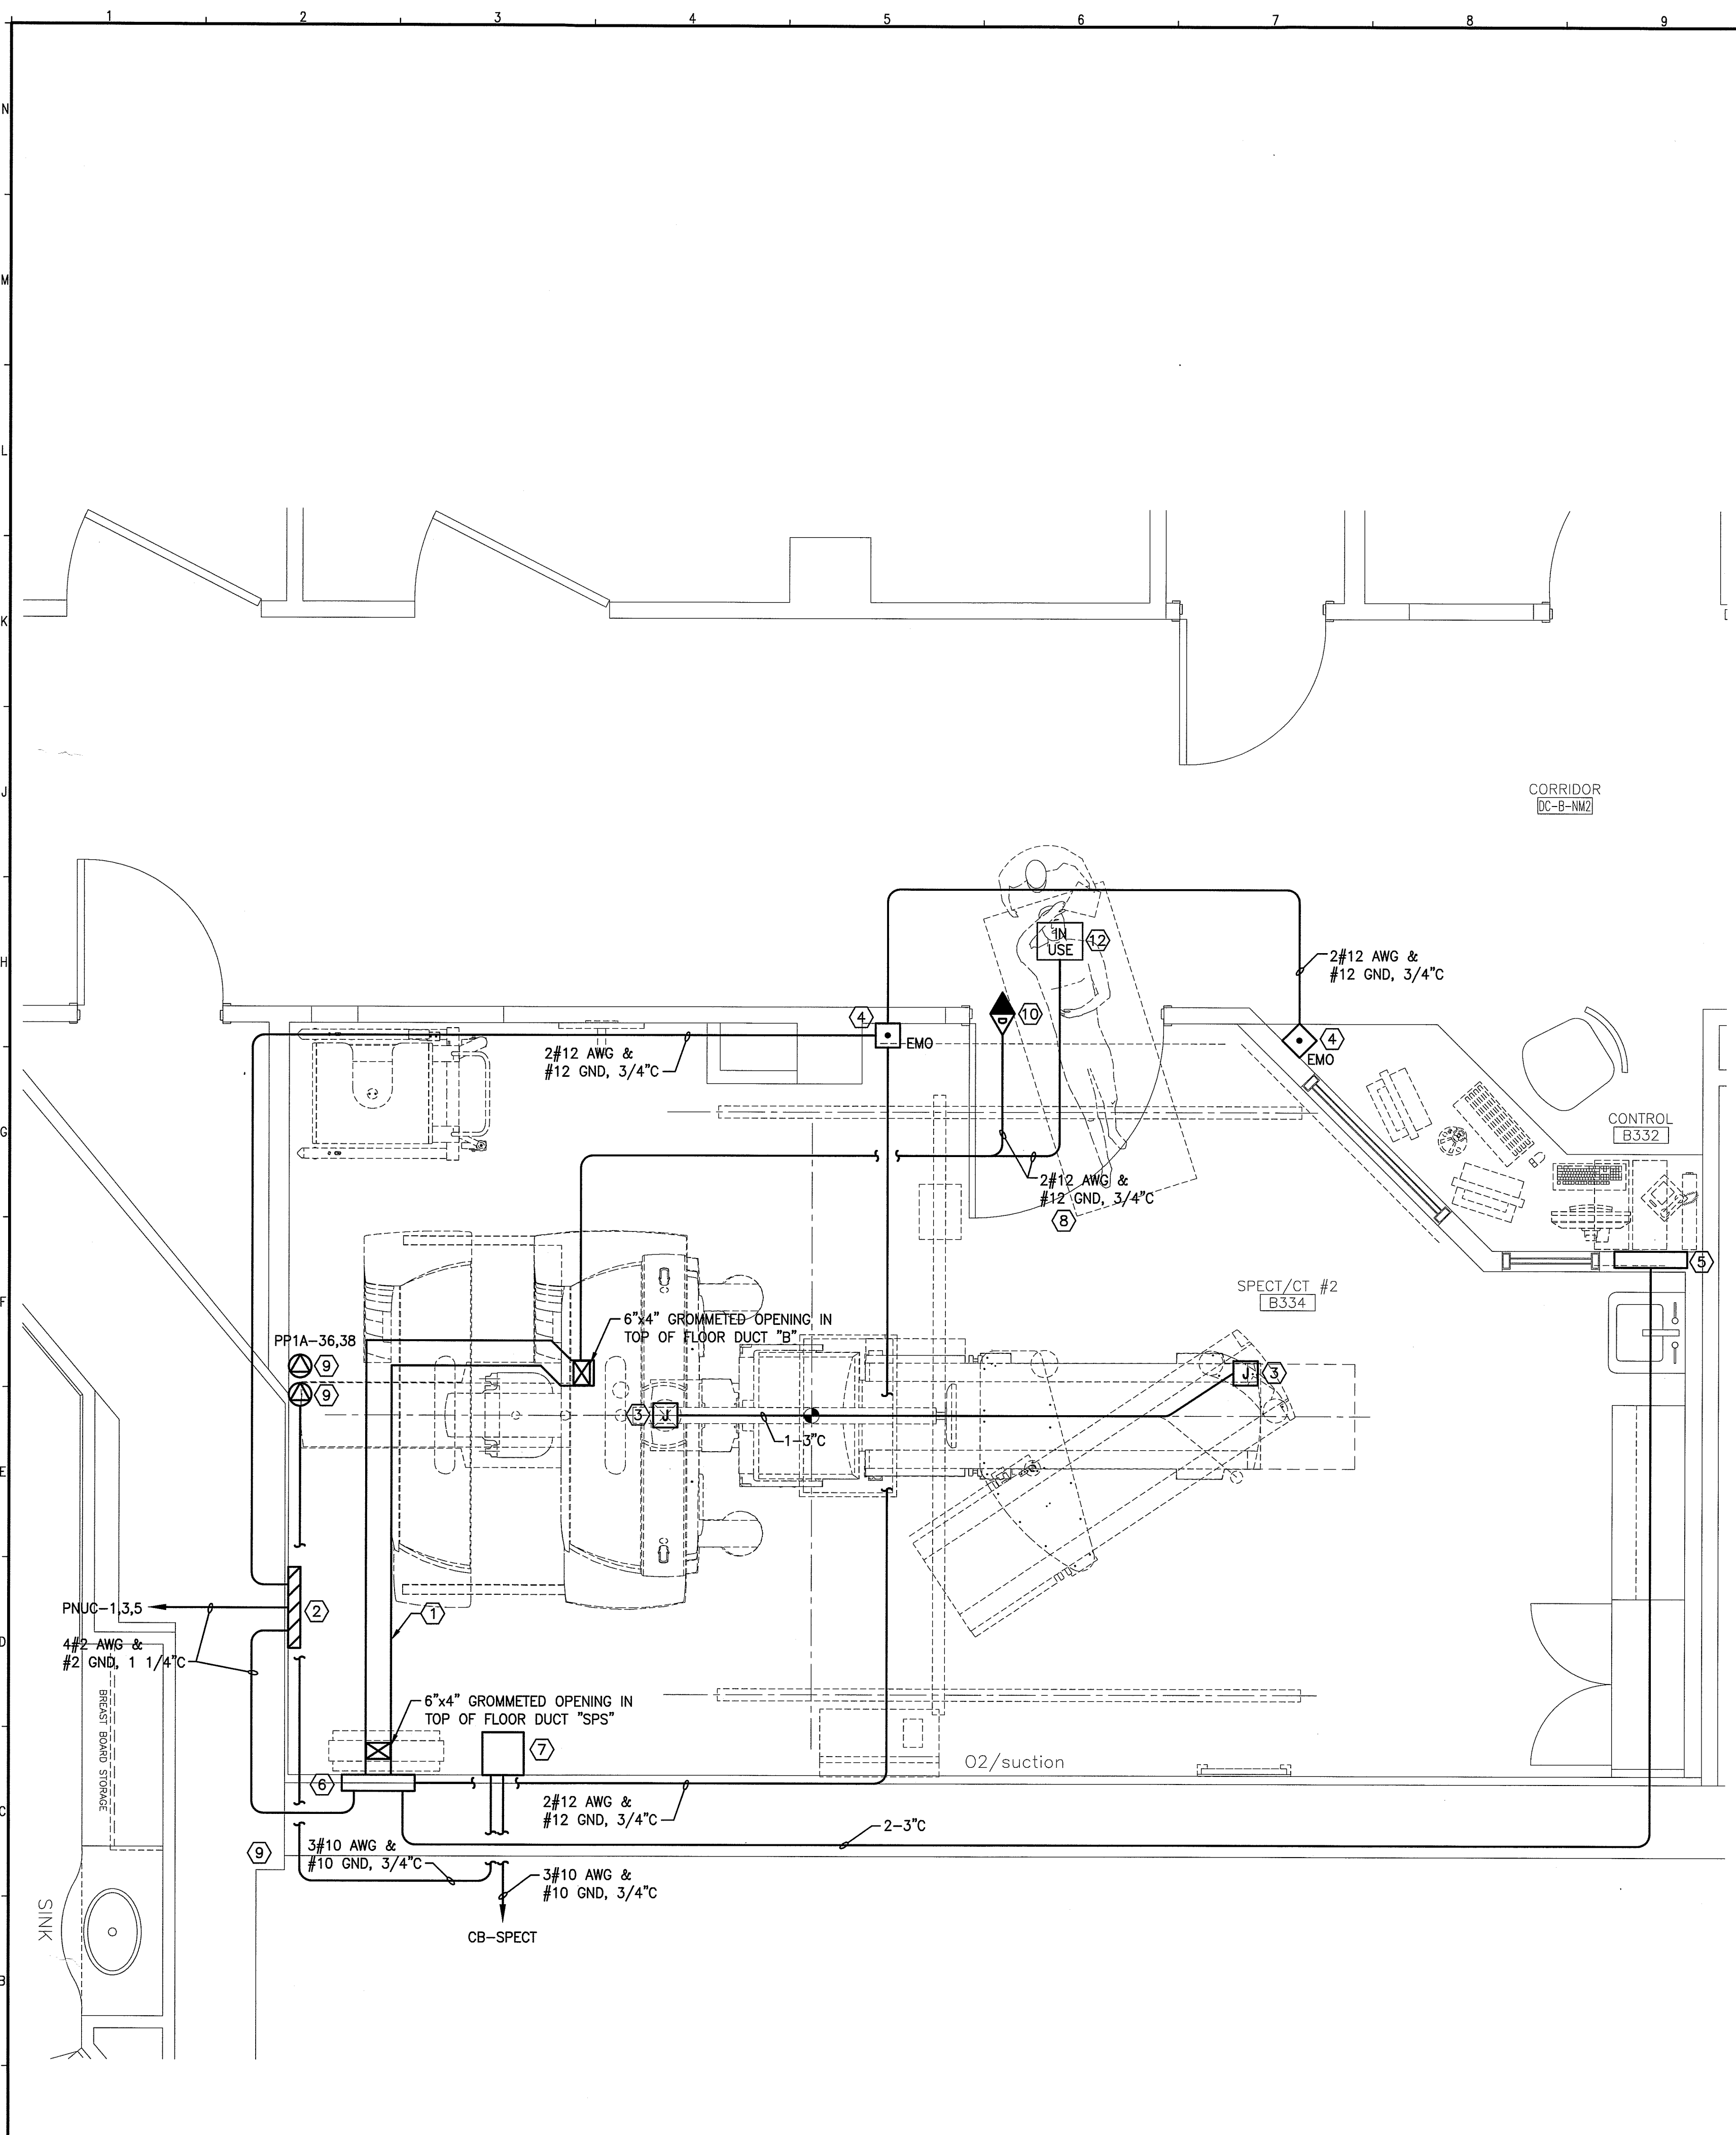 1 2 3 4 5 6 7 8 9
N
M
L
K
J
H
G
F
E
D
C
B
CORRIDOR
DC-B-NM2
IN
USE
12
2#12 AWG &
#12 GND, 3/4"C
4
EMO
D
10
4
EMO
2#12 AWG &
#12 GND, 3/4"C
CONTROL
B332
2#12 AWG &
#12 GND, 3/4"C
8
5
SPECT/CT #2
B334
6"x4" GROMMETED OPENING IN
TOP OF FLOOR DUCT "B"
PP1A-36,38
9
9
J
3
3
J
1-3"C
PNUC-1,3,5
2
1
4#2 AWG &
#2 GND, 1 1/4"C
BREAST BOARD STORAGE
6"x4" GROMMETED OPENING IN
TOP OF FLOOR DUCT "SPS"
7
O2/suction
6
2#12 AWG &
#12 GND, 3/4"C
2-3"C
9
3#10 AWG &
#10 GND, 3/4"C
3#10 AWG &
#10 GND, 3/4"C
SINK
CB-SPECT